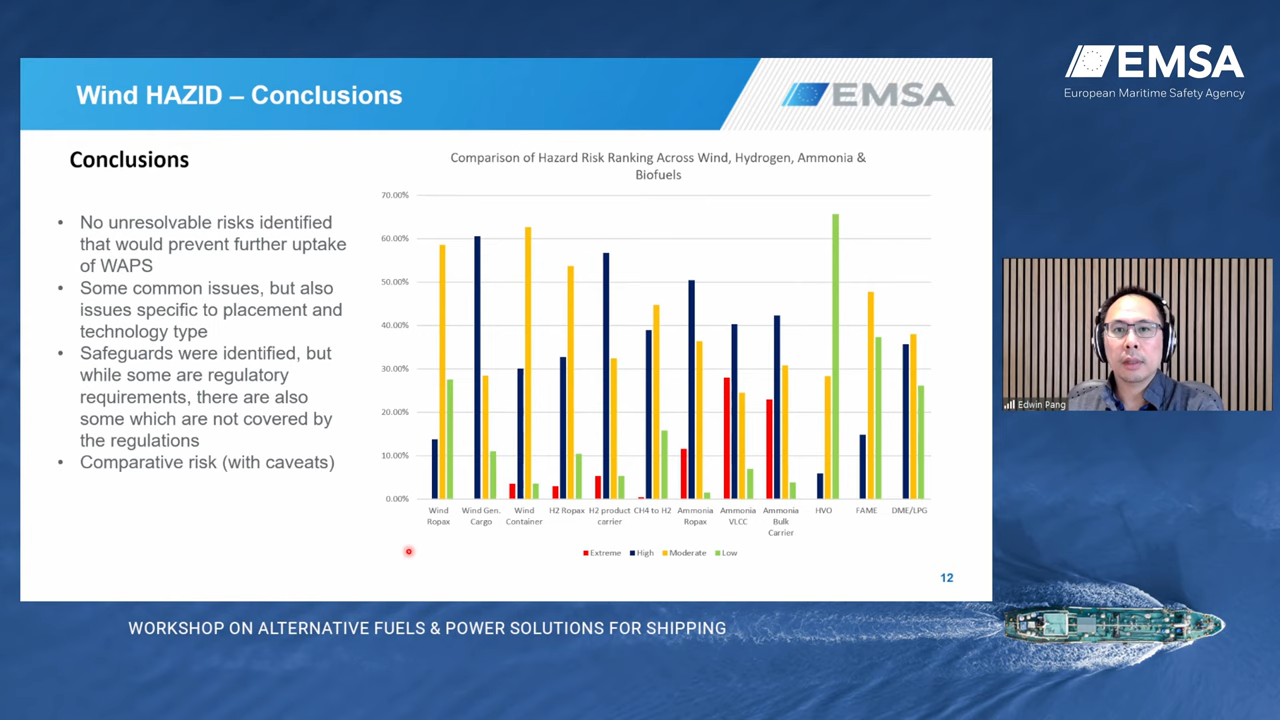 EMSA
European Maritime Safety Agency
Wind HAZID – Conclusions
EMSA
Conclusions
• No unresolvable risks identified
that would prevent further uptake
of WAPS
• Some common issues, but also
issues specific to placement and
technology type
• Safeguards were identified, but
while some are regulatory
requirements, there are also
some which are not covered by
the regulations
• Comparative risk (with caveats)
Comparison of Hazard Risk Ranking Across Wind, Hydrogen, Ammonia &
Biofuels
70.00%
60.00%
50.00%
40.00%
30.00%
20.00%
10.00%
0.00%
Wind Ropax
Wind Gen. Cargo
Wind Container
H2 Ropax
H2 product carrier
CH4 to H2
Ammonia Ropax
Ammonia VLCC
Ammonia Bulk Carrier
HVO
FAME
DME/LPG
Extreme High Moderate Low
12
Edwin Pang
WORKSHOP ON ALTERNATIVE FUELS & POWER SOLUTIONS FOR SHIPPING